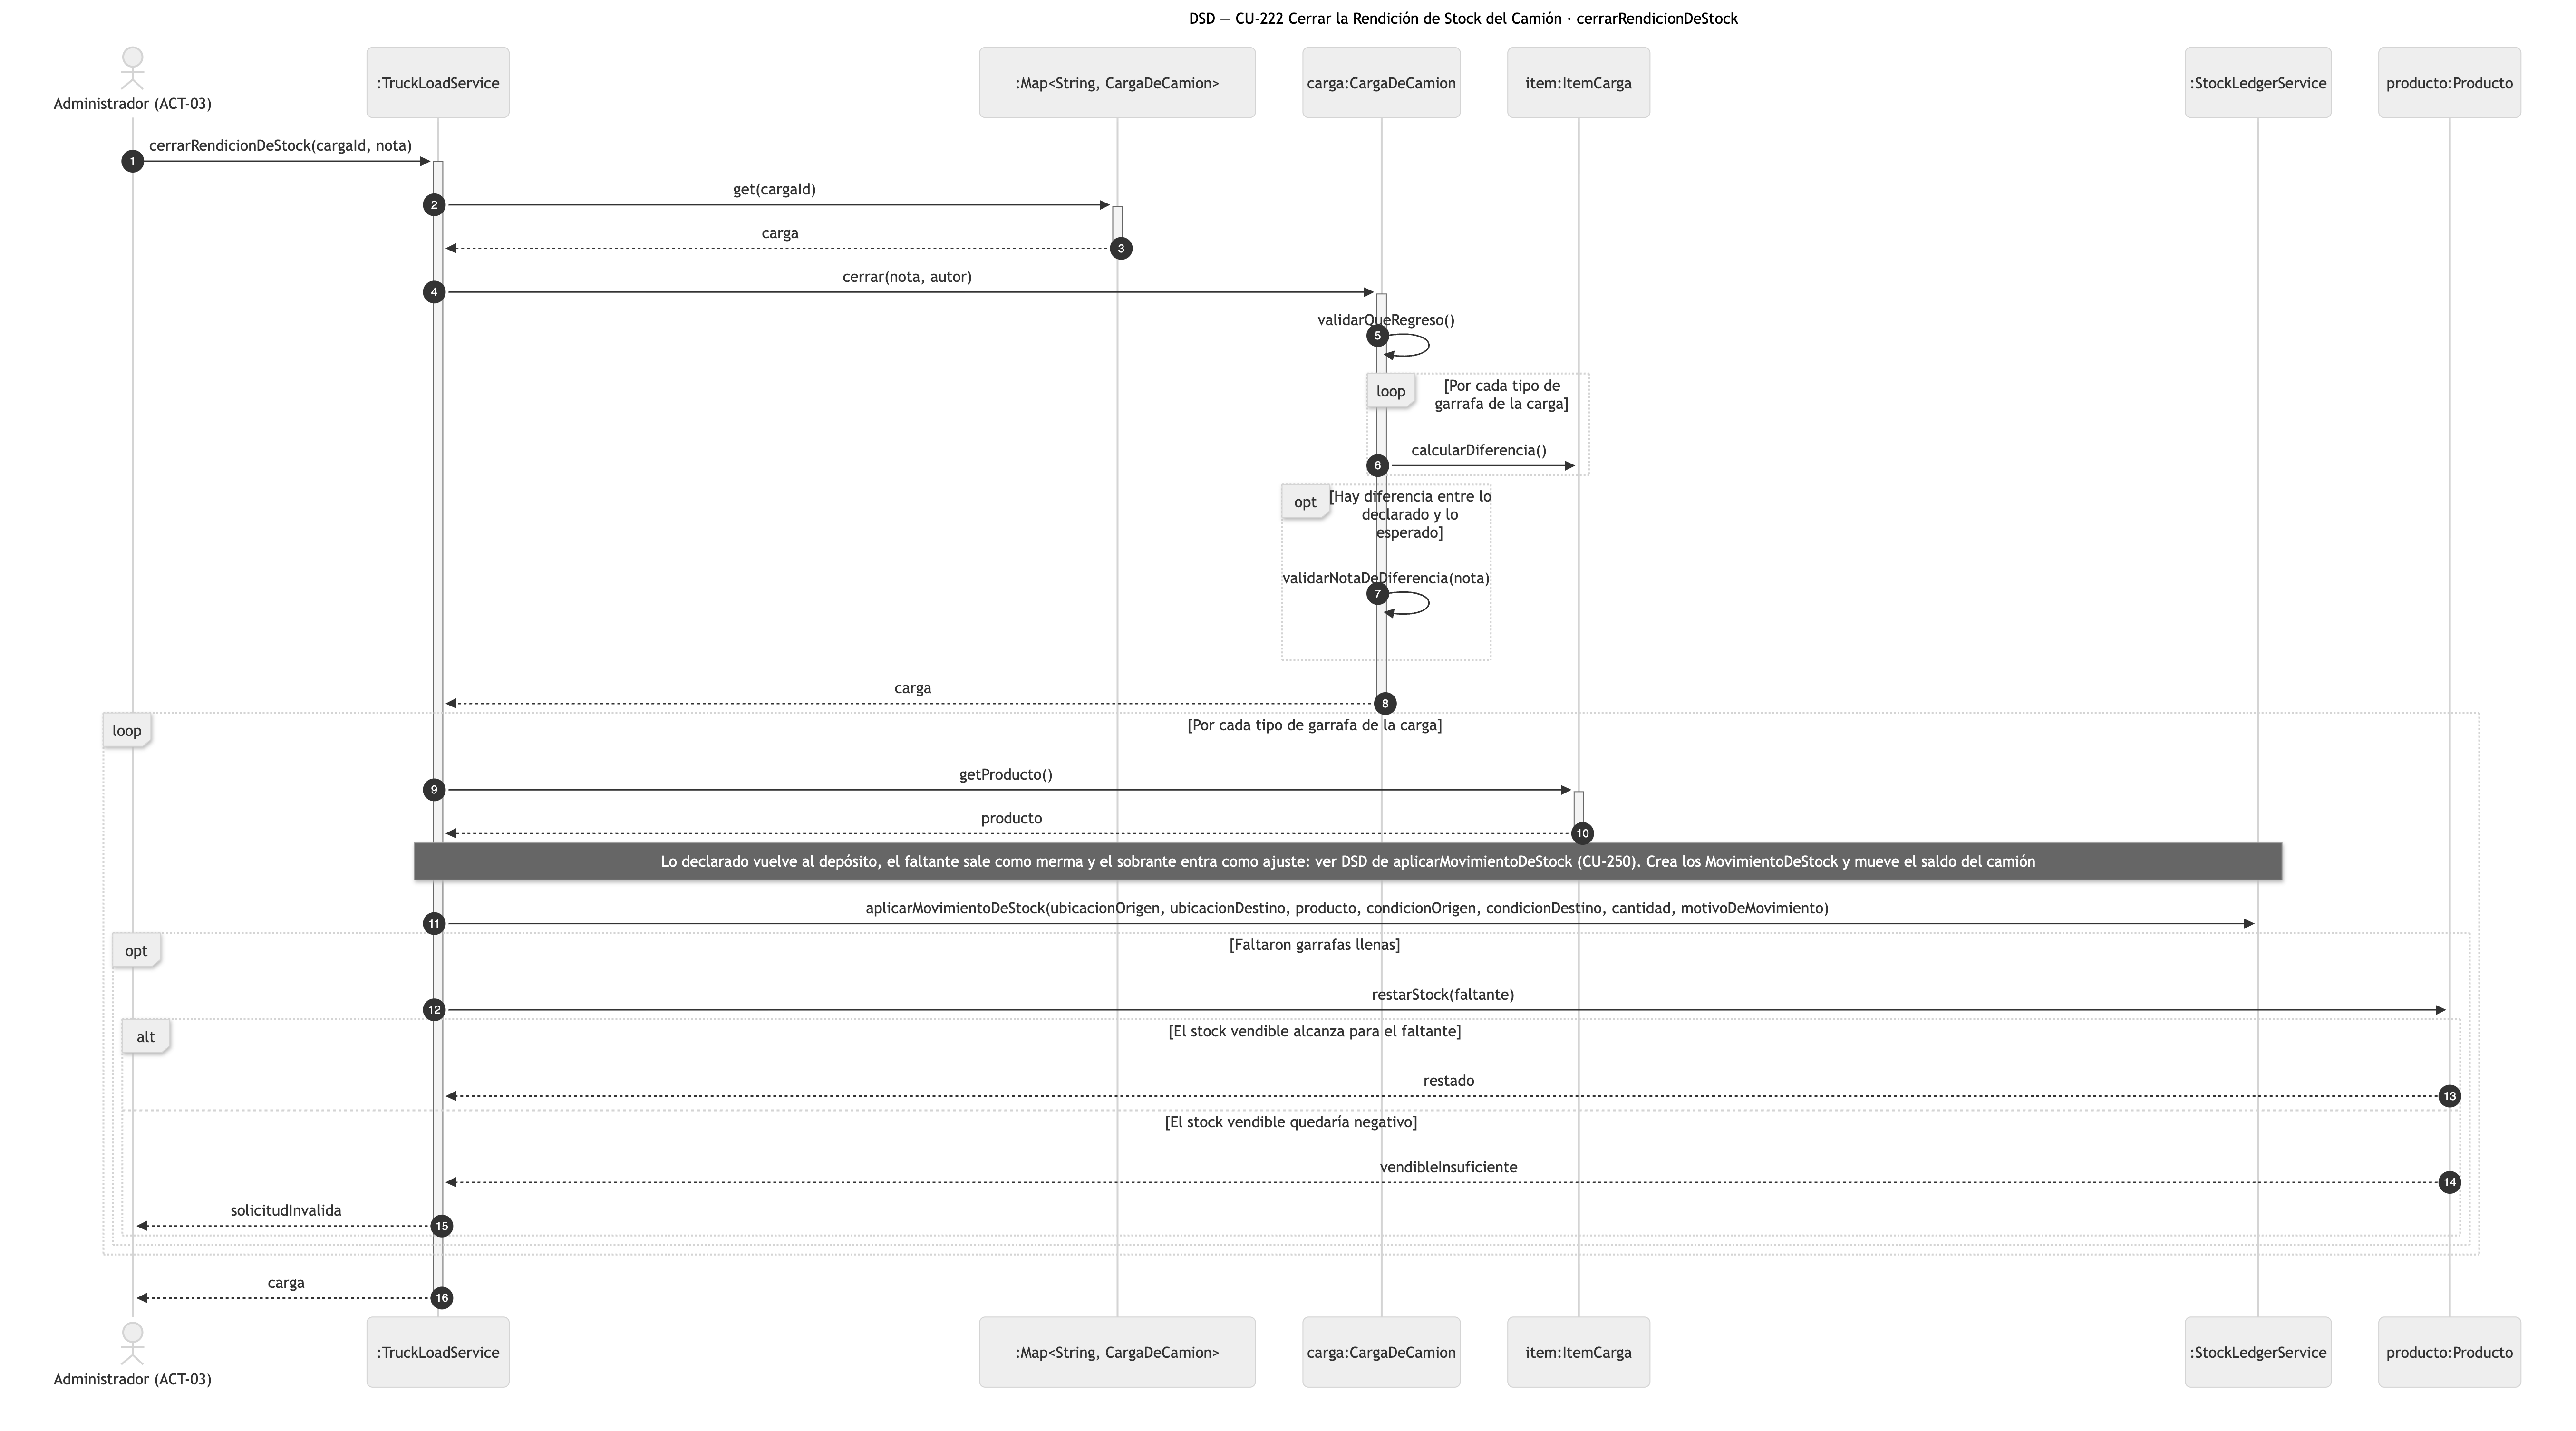 DSD — CU-222 Cerrar la Rendición de Stock del Camión · cerrarRendicionDeStock
Administrador (ACT-03)
:TruckLoadService
:Map<String, CargaDeCamion>
carga:CargaDeCamion
item:ItemCarga
:StockLedgerService
producto:Producto
1
cerrarRendicionDeStock(cargaId, nota)
2
get(cargaId)
carga
3
4
cerrar(nota, autor)
validarQueRegreso()
5
loop
[Por cada tipo de
garrafa de la carga]
calcularDiferencia()
6
opt
[Hay diferencia entre lo
declarado y lo
esperado]
validarNotaDeDiferencia(nota)
7
carga
8
loop
[Por cada tipo de garrafa de la carga]
getProducto()
9
producto
10
Lo declarado vuelve al depósito, el faltante sale como merma y el sobrante entra como ajuste: ver DSD de aplicarMovimientoDeStock (CU-250). Crea los MovimientoDeStock y mueve el saldo del camión
aplicarMovimientoDeStock(ubicacionOrigen, ubicacionDestino, producto, condicionOrigen, condicionDestino, cantidad, motivoDeMovimiento)
11
opt
[Faltaron garrafas llenas]
restarStock(faltante)
12
alt
[El stock vendible alcanza para el faltante]
restado
13
[El stock vendible quedaría negativo]
vendibleInsuficiente
14
solicitudInvalida
15
carga
16
Administrador (ACT-03)
:TruckLoadService
:Map<String, CargaDeCamion>
carga:CargaDeCamion
item:ItemCarga
:StockLedgerService
producto:Producto